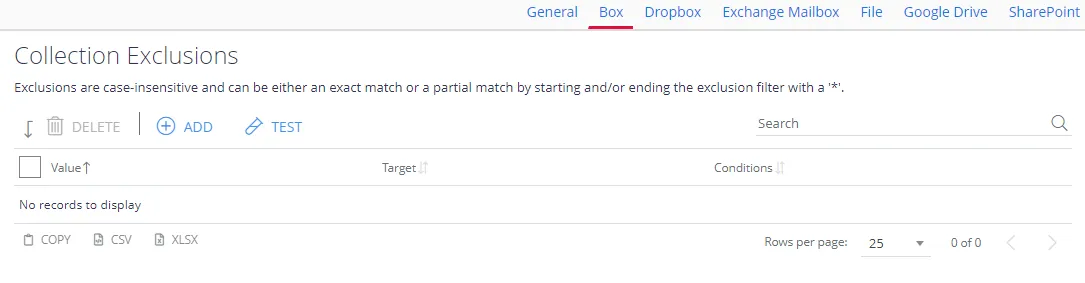 General Box Dropbox Exchange Mailbox File Google Drive SharePoint
Collection Exclusions
Exclusions are case-insensitive and can be either an exact match or a partial match by starting and/or ending the exclusion filter with a '*'.
DELETE ADD TEST Search
Value Target Conditions
No records to display
COPY CSV XLSX Rows per page: 25 0 of 0